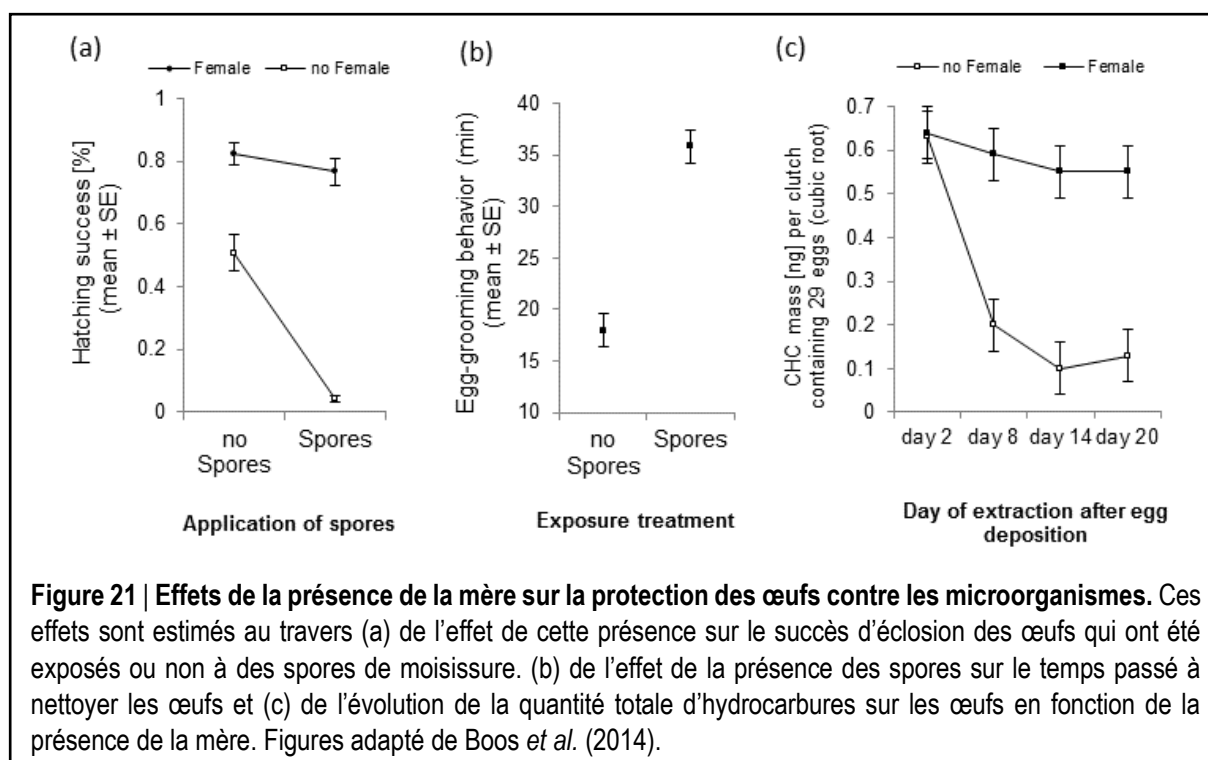 (a)
Female no Female
Hatching success [%]
(mean ± SE)
1
0.8
0.6
0.4
0.2
0
no
Spores
Spores
Application of spores
(b)
Egg-grooming behavior (min)
(mean ± SE)
40
35
30
25
20
15
10
no
Spores
Spores
Exposure treatment
(c)
no Female Female
CHC mass [ng] per clutch
containing 29 eggs (cubic root)
0.7
0.6
0.5
0.4
0.3
0.2
0.1
0
day 2 day 8 day 14 day 20
Day of extraction after egg
deposition
Figure 21 | Effets de la présence de la mère sur la protection des œufs contre les microorganismes. Ces
effets sont estimés au travers (a) de l’effet de cette présence sur le succès d’éclosion des œufs qui ont été
exposés ou non à des spores de moisissure. (b) de l’effet de la présence des spores sur le temps passé à
nettoyer les œufs et (c) de l’évolution de la quantité totale d’hydrocarbures sur les œufs en fonction de la
présence de la mère. Figures adapté de Boos et al. (2014).